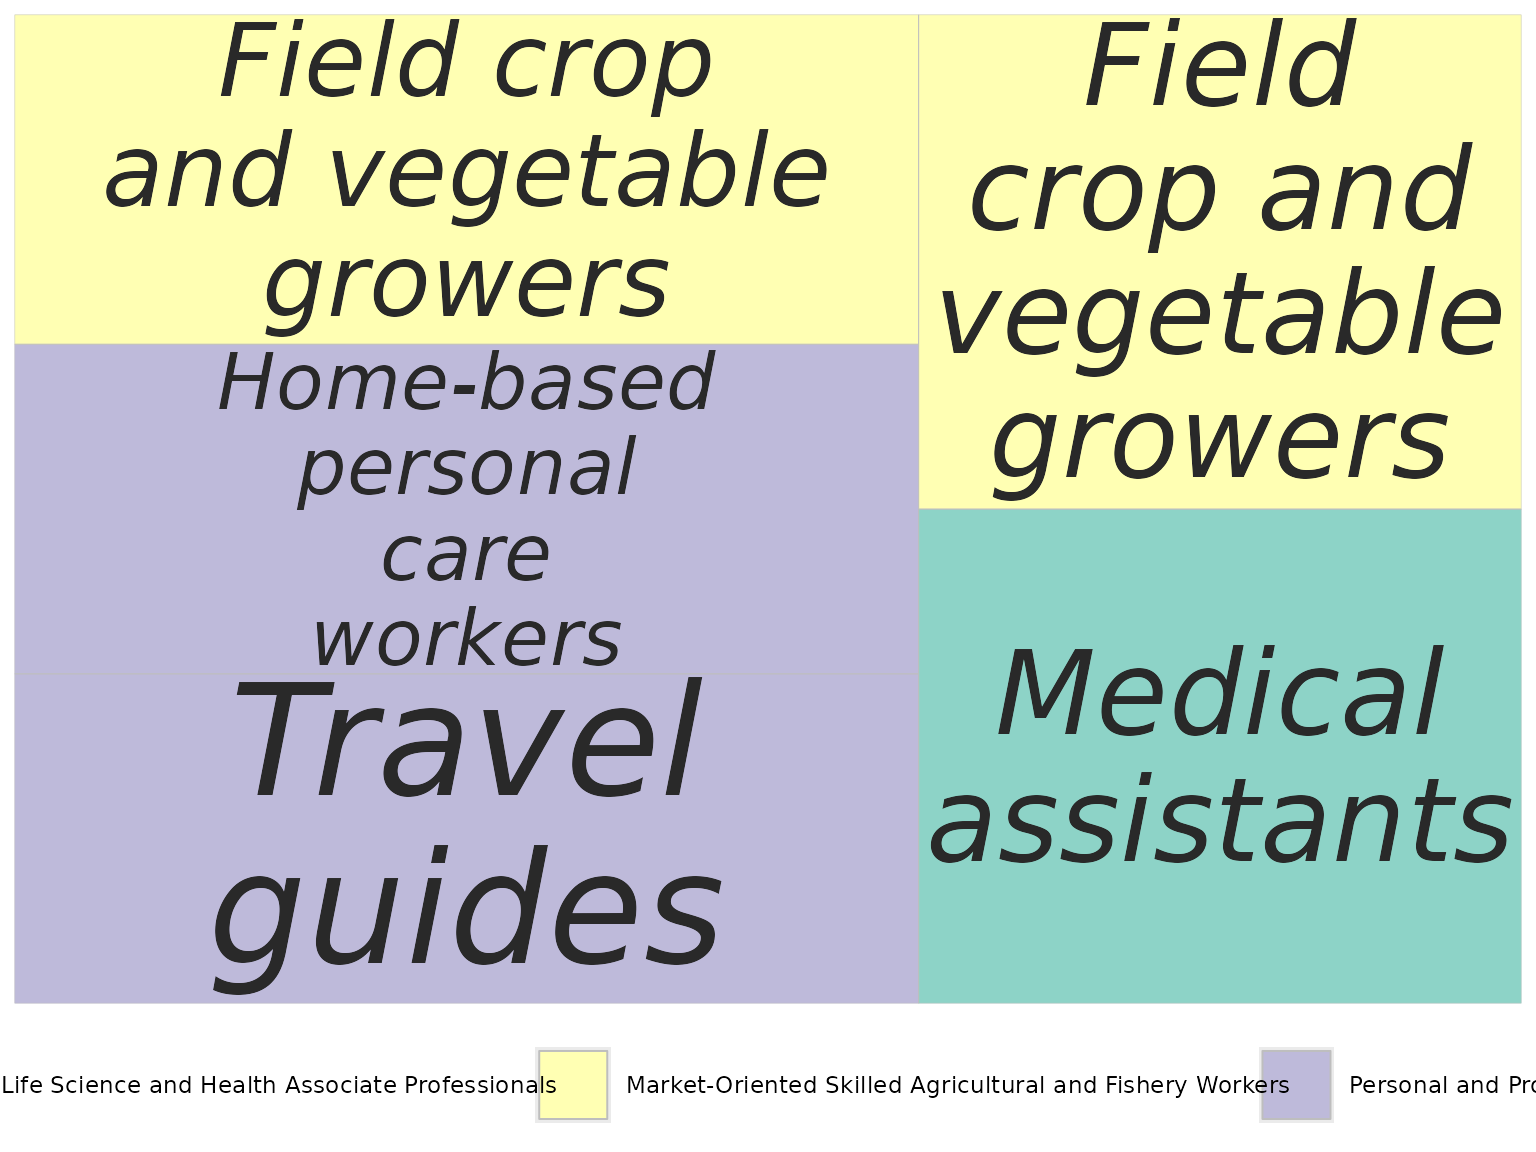 Field crop
and vegetable
growers
Home-based
personal
care
workers
Travel
guides
Field
crop and
vegetable
growers
Medical
assistants
Life Science and Health Associate Professionals
Market-Oriented Skilled Agricultural and Fishery Workers
Personal and Pro